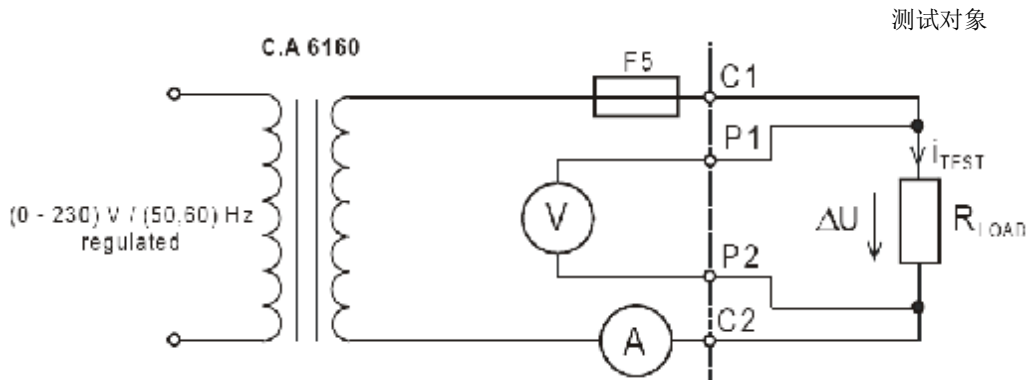 测试对象
C.A 6160
F5
C1
P1
iTEST
(0 - 230) V / (50,60) Hz
regulated
V
ΔU
RLOAD
P2
C2
A